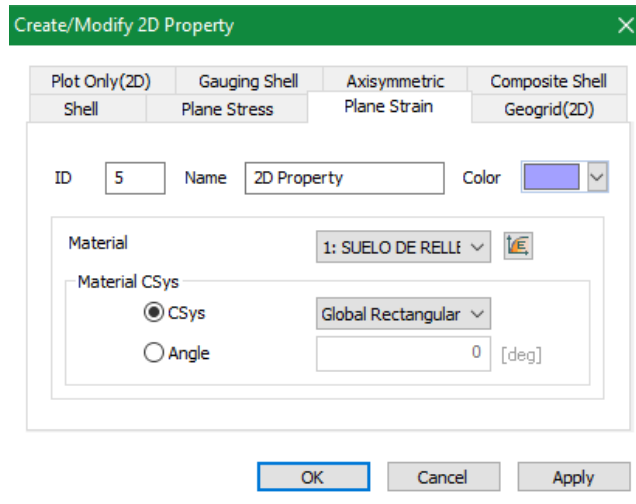 Create/Modify 2D Property
Plot Only(2D) Gauging Shell Axisymmetric Composite Shell
Shell Plane Stress Plane Strain Geogrid(2D)
ID 5 Name 2D Property Color
Material 1: SUELO DE RELLE
Material CSys
CSys Global Rectangular
Angle 0 [deg]
OK Cancel Apply